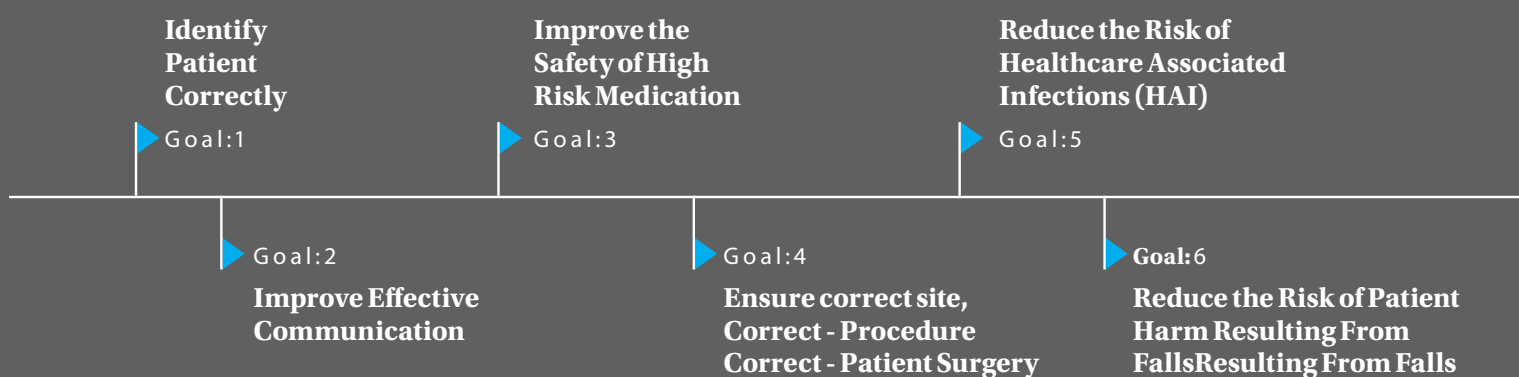 Identify
Patient
Correctly
Goal:1
Goal:2
Improve Effective
Communication
Improve the
Safety of High
Risk Medication
Goal:3
Goal:4
Ensure correct site,
Correct - Procedure
Correct - Patient Surgery
Reduce the Risk of
Healthcare Associated
Infections (HAI)
Goal:5
Goal:6
Reduce the Risk of Patient
Harm Resulting From
FallsResulting From Falls